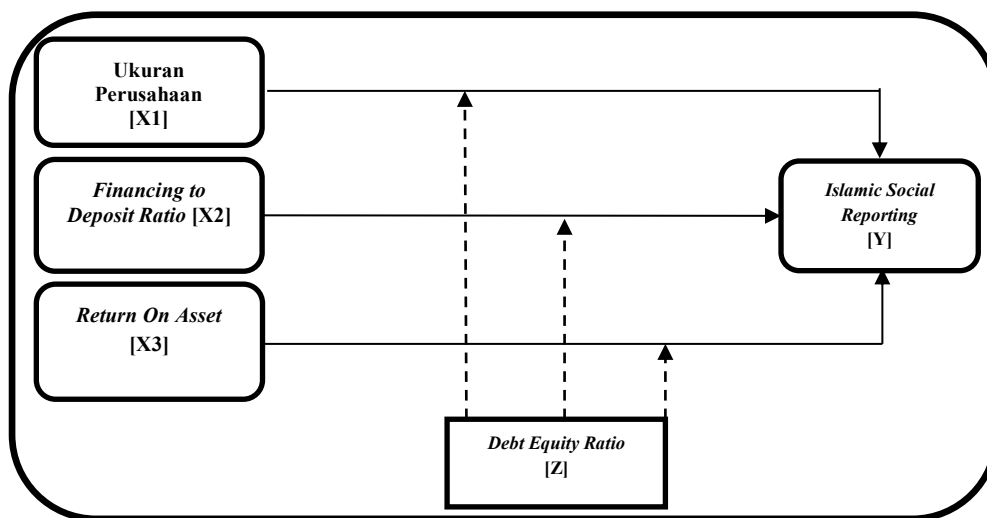 Ukuran
Perusahaan
[X1]
Financing to
Deposit Ratio [X2]
Return On Asset
[X3]
Islamic Social
Reporting
[Y]
Debt Equity Ratio
[Z]